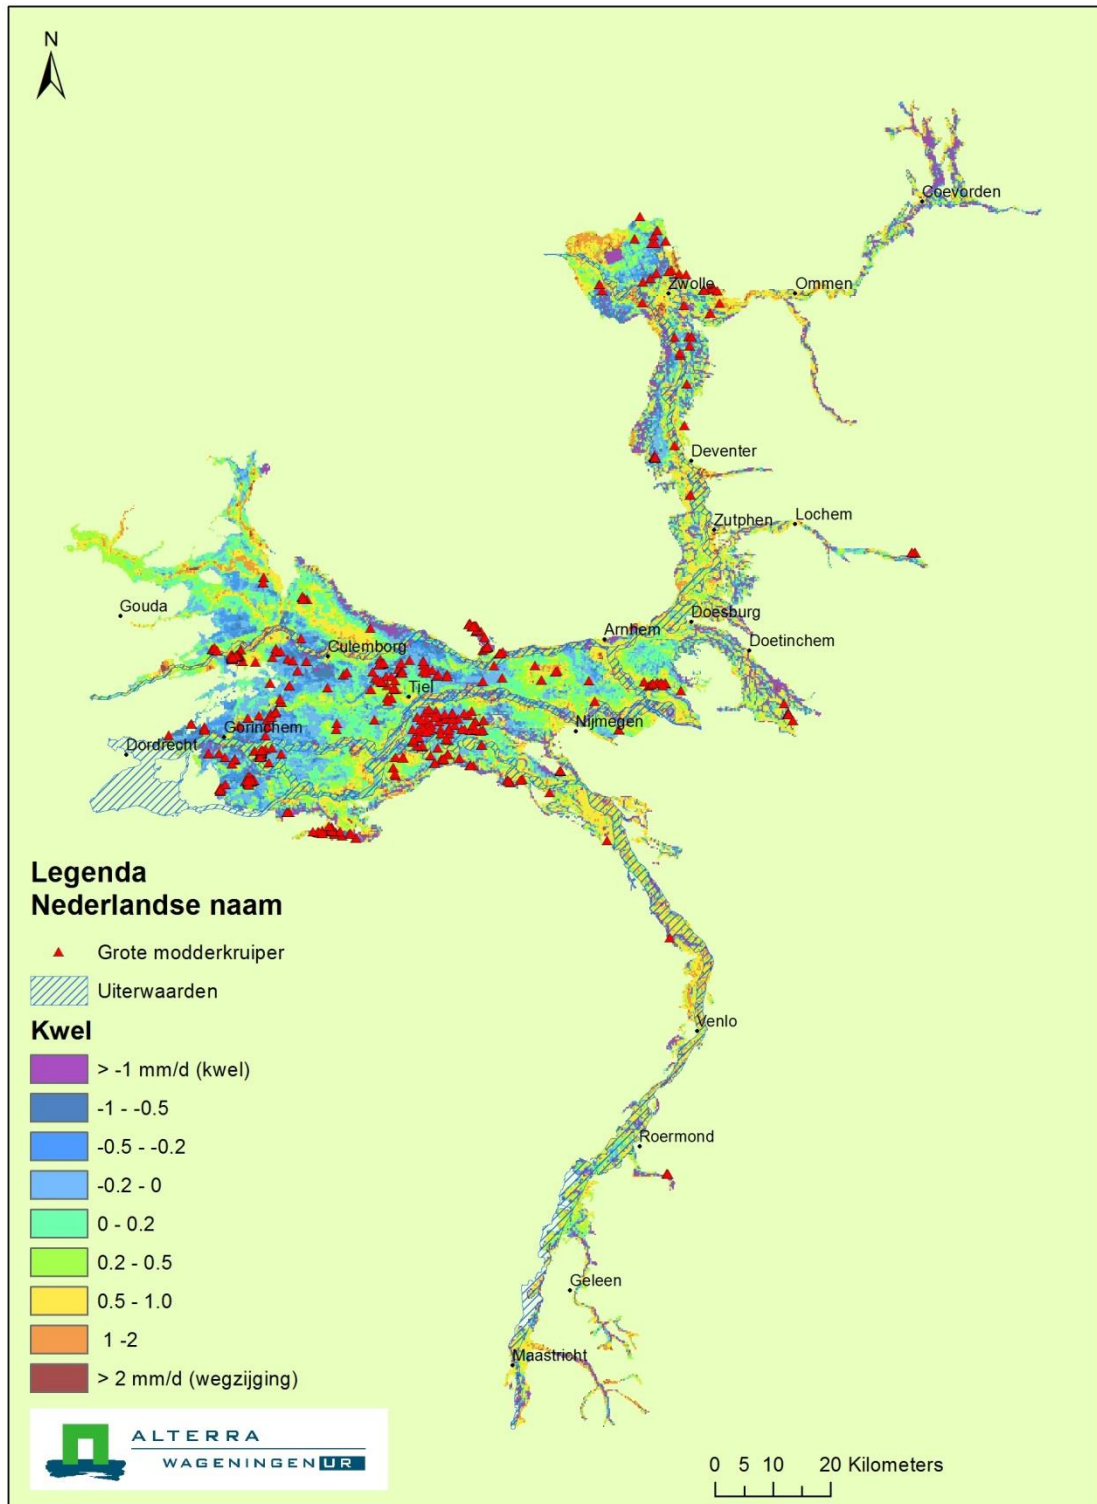 N
Coevorden
Zwolle
Ommen
Deventer
Zutphen
Lochem
Gouda
Doesburg
Arnhem
Doetinchem
Culemborg
Tiel
Nijmegen
Gorinchem
Dordrecht
Venlo
Roermond
Geleen
Maastricht
Legenda
Nederlandse naam
Grote modderkruiper
Uiterwaarden
Kwel
> -1 mm/d (kwel)
-1 - -0.5
-0.5 - -0.2
-0.2 - 0
0 - 0.2
0.2 - 0.5
0.5 - 1.0
1 -2
> 2 mm/d (wegzijging)
ALTERRA
WAGENINGEN UR
0 5 10 20 Kilometers